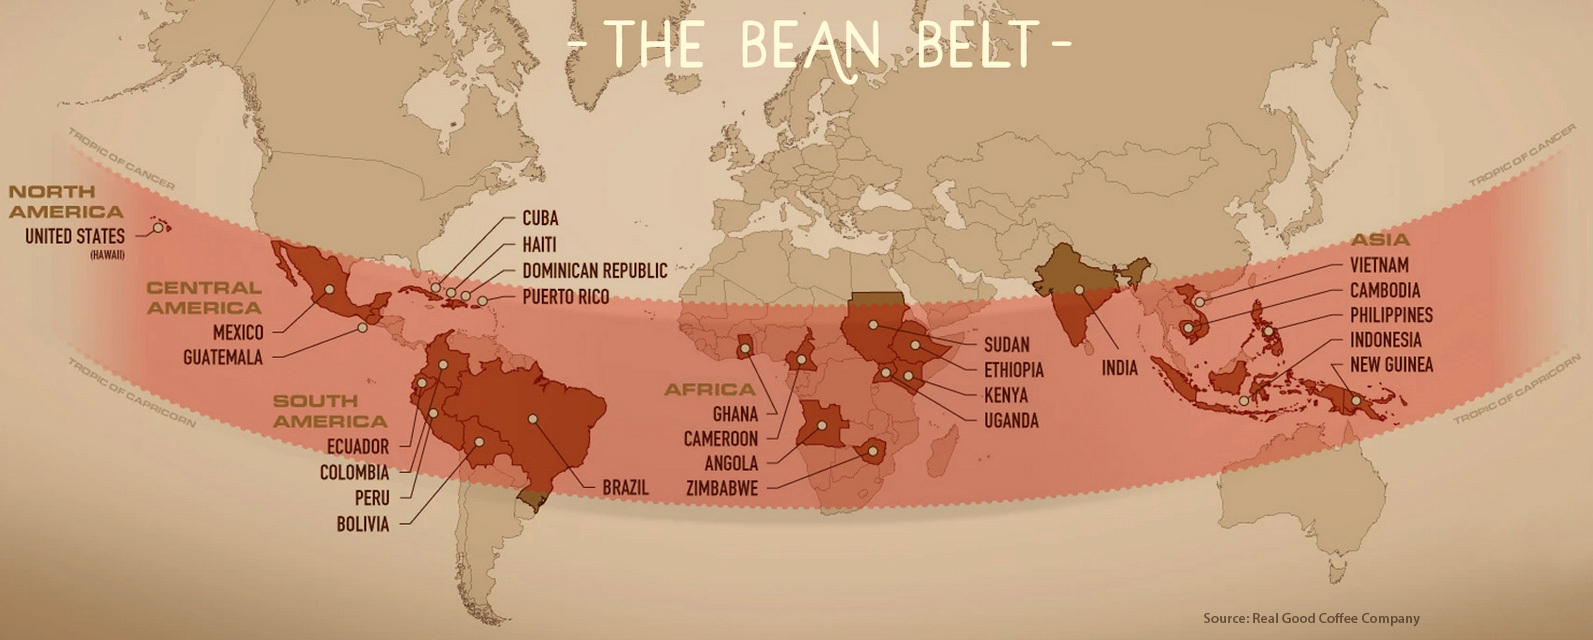 - THE BEAN BELT -
TROPIC OF CANCER
TROPIC OF CANCER
NORTH
AMERICA
UNITED STATES
(HAWAII)
CENTRAL
AMERICA
MEXICO
GUATEMALA
CUBA
HAITI
DOMINICAN REPUBLIC
PUERTO RICO
TROPIC OF CAPRICORN
SOUTH
AMERICA
ECUADOR
COLOMBIA
PERU
BOLIVIA
BRAZIL
AFRICA
GHANA
CAMEROON
ANGOLA
ZIMBABWE
SUDAN
ETHIOPIA
KENYA
UGANDA
INDIA
ASIA
VIETNAM
CAMBODIA
PHILIPPINES
INDONESIA
NEW GUINEA
TROPIC OF CAPRICORN
Source: Real Good Coffee Company